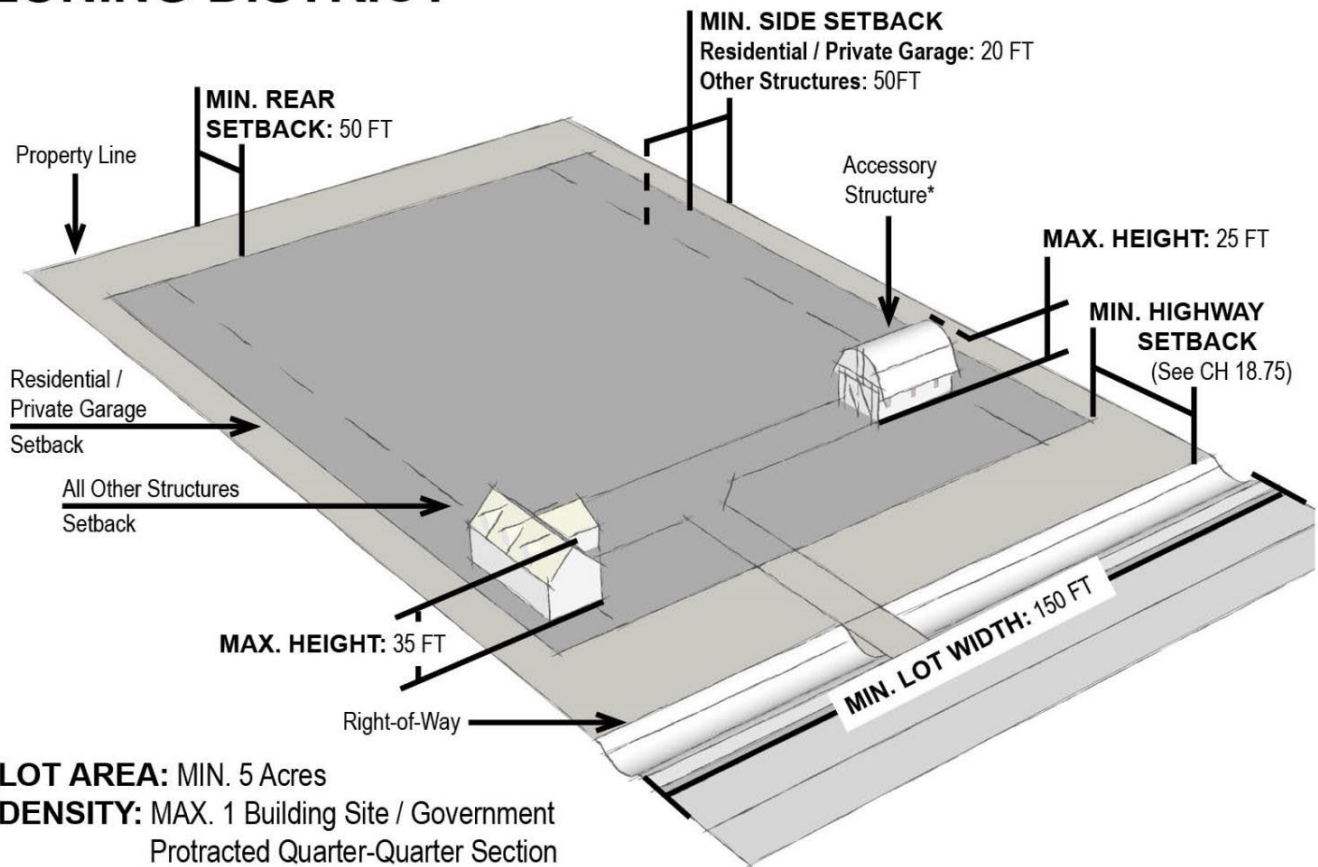 ZONING DISTRICT
MIN. SIDE SETBACK
Residential / Private Garage: 20 FT
Other Structures: 50FT
MIN. REAR
SETBACK: 50 FT
Property Line
Accessory
Structure*
MAX. HEIGHT: 25 FT
MIN. HIGHWAY
SETBACK
(See CH 18.75)
Residential /
Private Garage
Setback
All Other Structures
Setback
MAX. HEIGHT: 35 FT
MIN. LOT WIDTH: 150 FT
Right-of-Way
LOT AREA: MIN. 5 Acres
DENSITY: MAX. 1 Building Site / Government
Protracted Quarter-Quarter Section